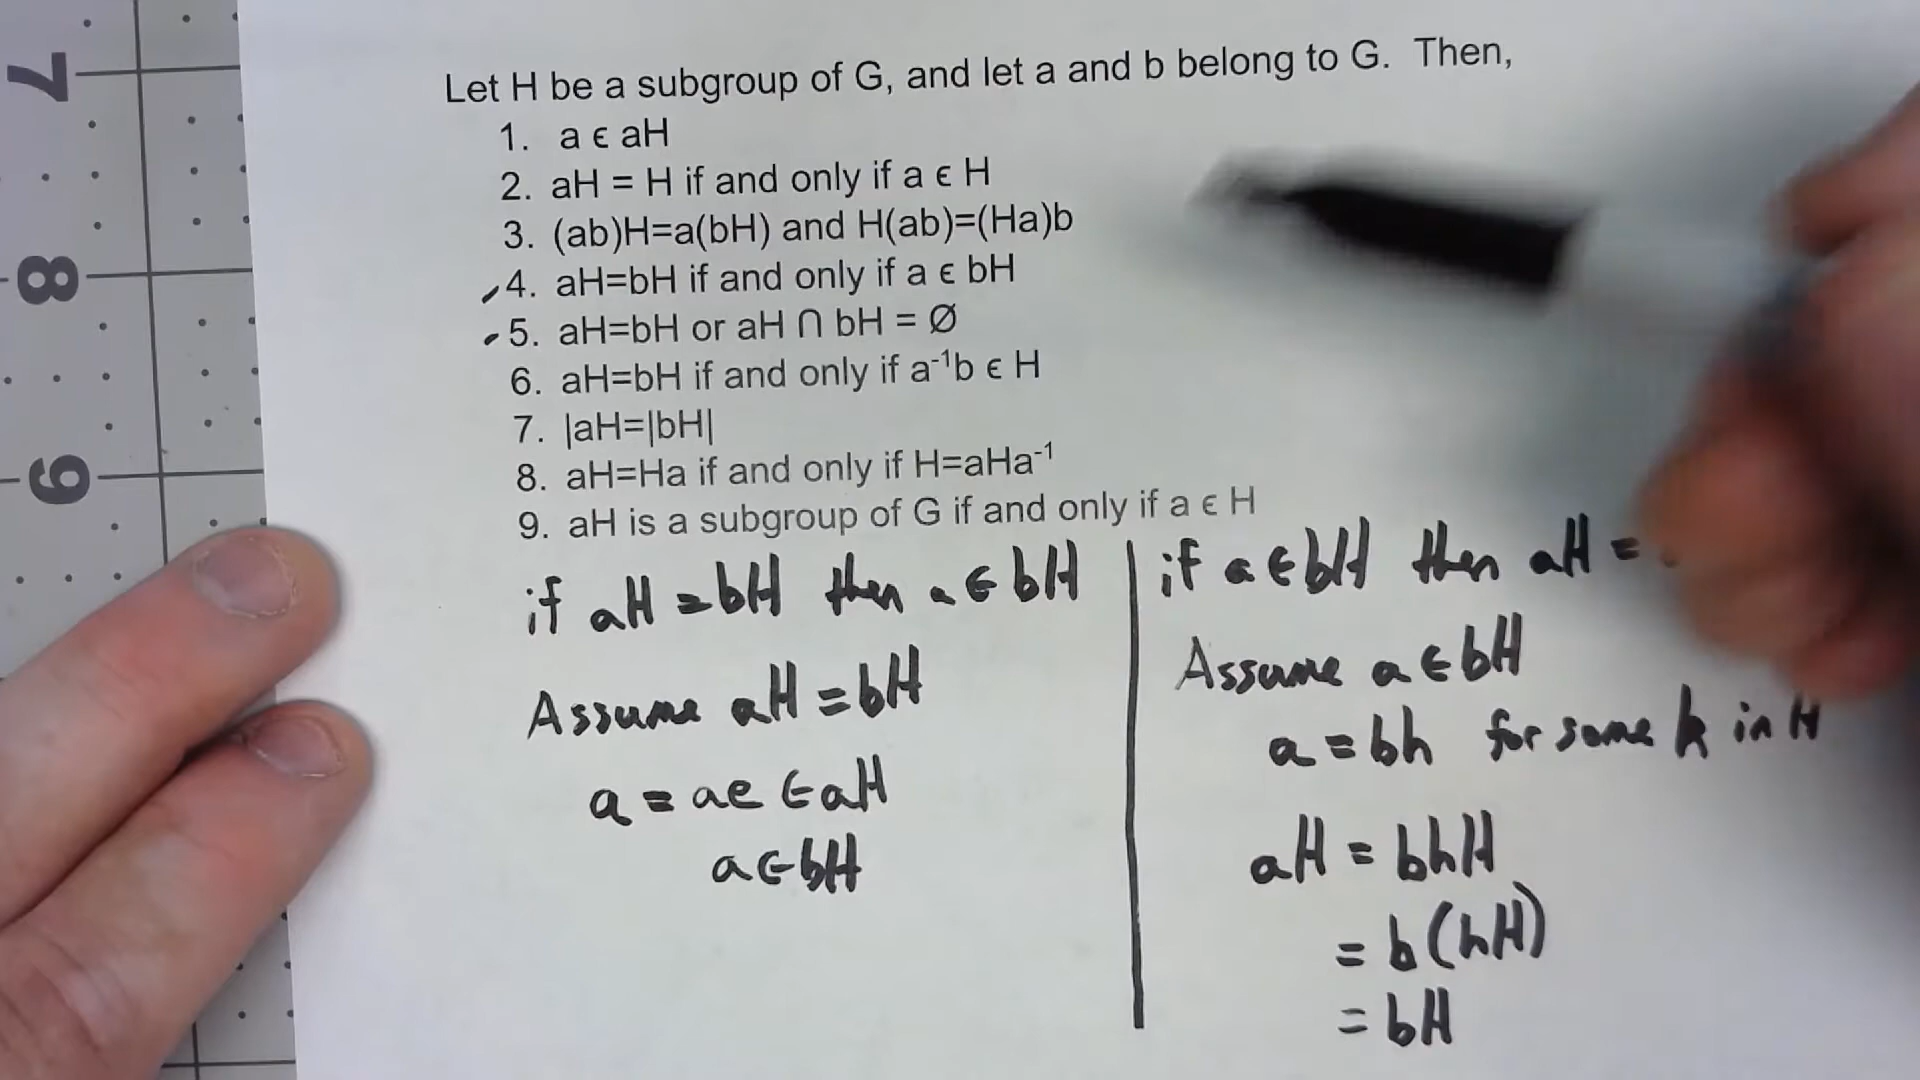 7
8
9
Let H be a subgroup of G, and let a and b belong to G. Then,
1. a ϵ aH
2. aH = H if and only if a ϵ H
3. (ab)H=a(bH) and H(ab)=(Ha)b
4. aH=bH if and only if a ϵ bH
5. aH=bH or aH ∩ bH = Ø
6. aH=bH if and only if a⁻¹b ϵ H
7. |aH=|bH|
8. aH=Ha if and only if H=aHa⁻¹
9. aH is a subgroup of G if and only if a ϵ H
if aH = bH then a ∈ bH
Assume aH = bH
a = ae ∈ aH
a ∈ bH
if a ∈ bH then aH =
Assume a ∈ bH
a = bh for some h in H
aH = bhH
= b(hH)
= bH